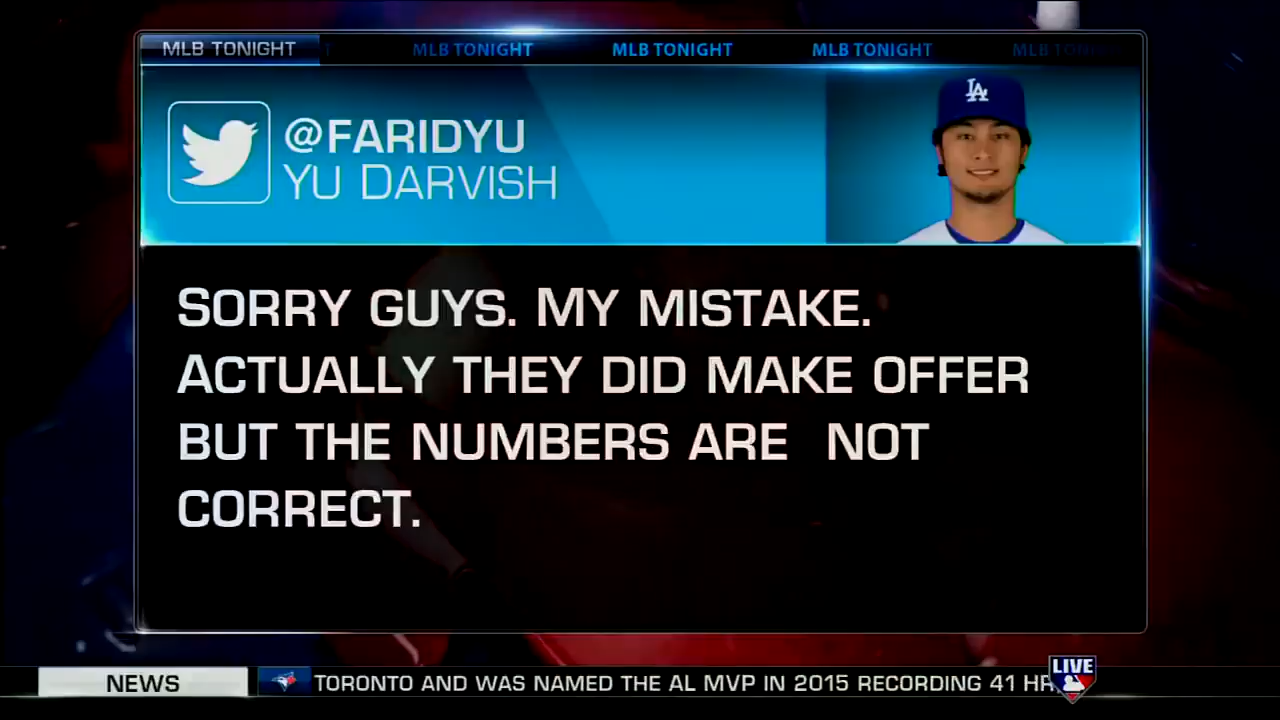 MLB TONIGHT MLB TONIGHT MLB TONIGHT MLB TONIGHT
LA
@FARIDYU
YU DARVISH
SORRY GUYS. MY MISTAKE.
ACTUALLY THEY DID MAKE OFFER
BUT THE NUMBERS ARE NOT
CORRECT.
LIVE
NEWS TORONTO AND WAS NAMED THE AL MVP IN 2015 RECORDING 41 HR